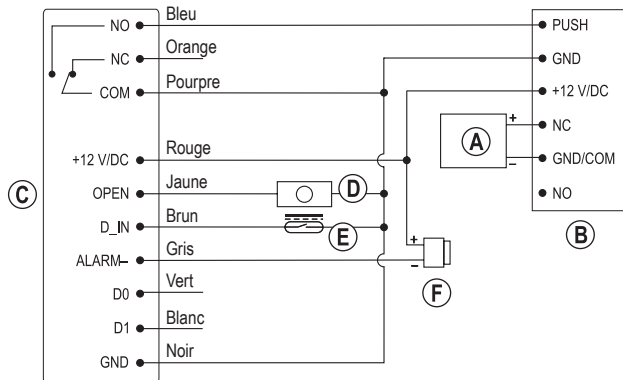 NO Bleu PUSH
NC Orange GND
COM Pourpre +12 V/DC
A + NC
+12 V/DC Rouge – GND/COM
C OPEN Jaune D NO
D_IN Brun E B
ALARM– Gris + – F
D0 Vert
D1 Blanc
GND Noir